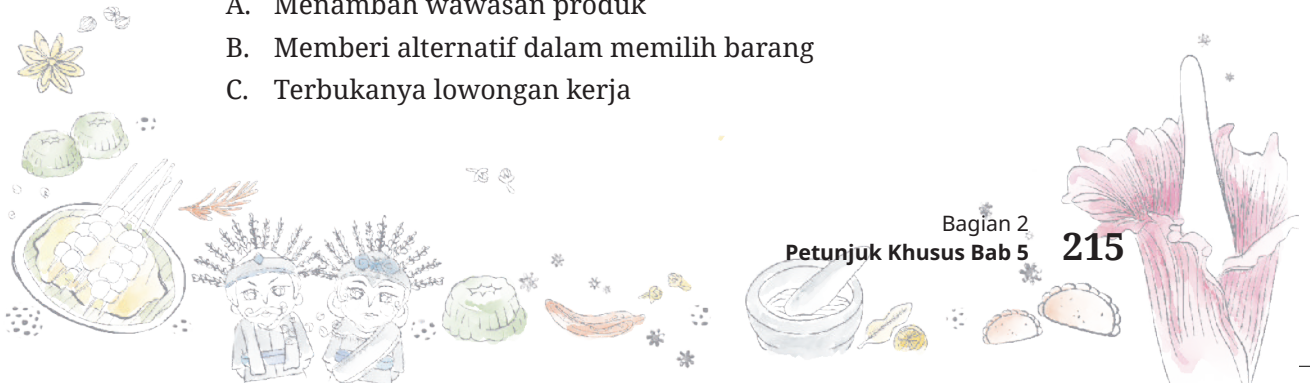 A. Menambah wawasan produk
B. Memberi alternatif dalam memilih barang
C. Terbukanya lowongan kerja
Bagian 2
Petunjuk Khusus Bab 5 215